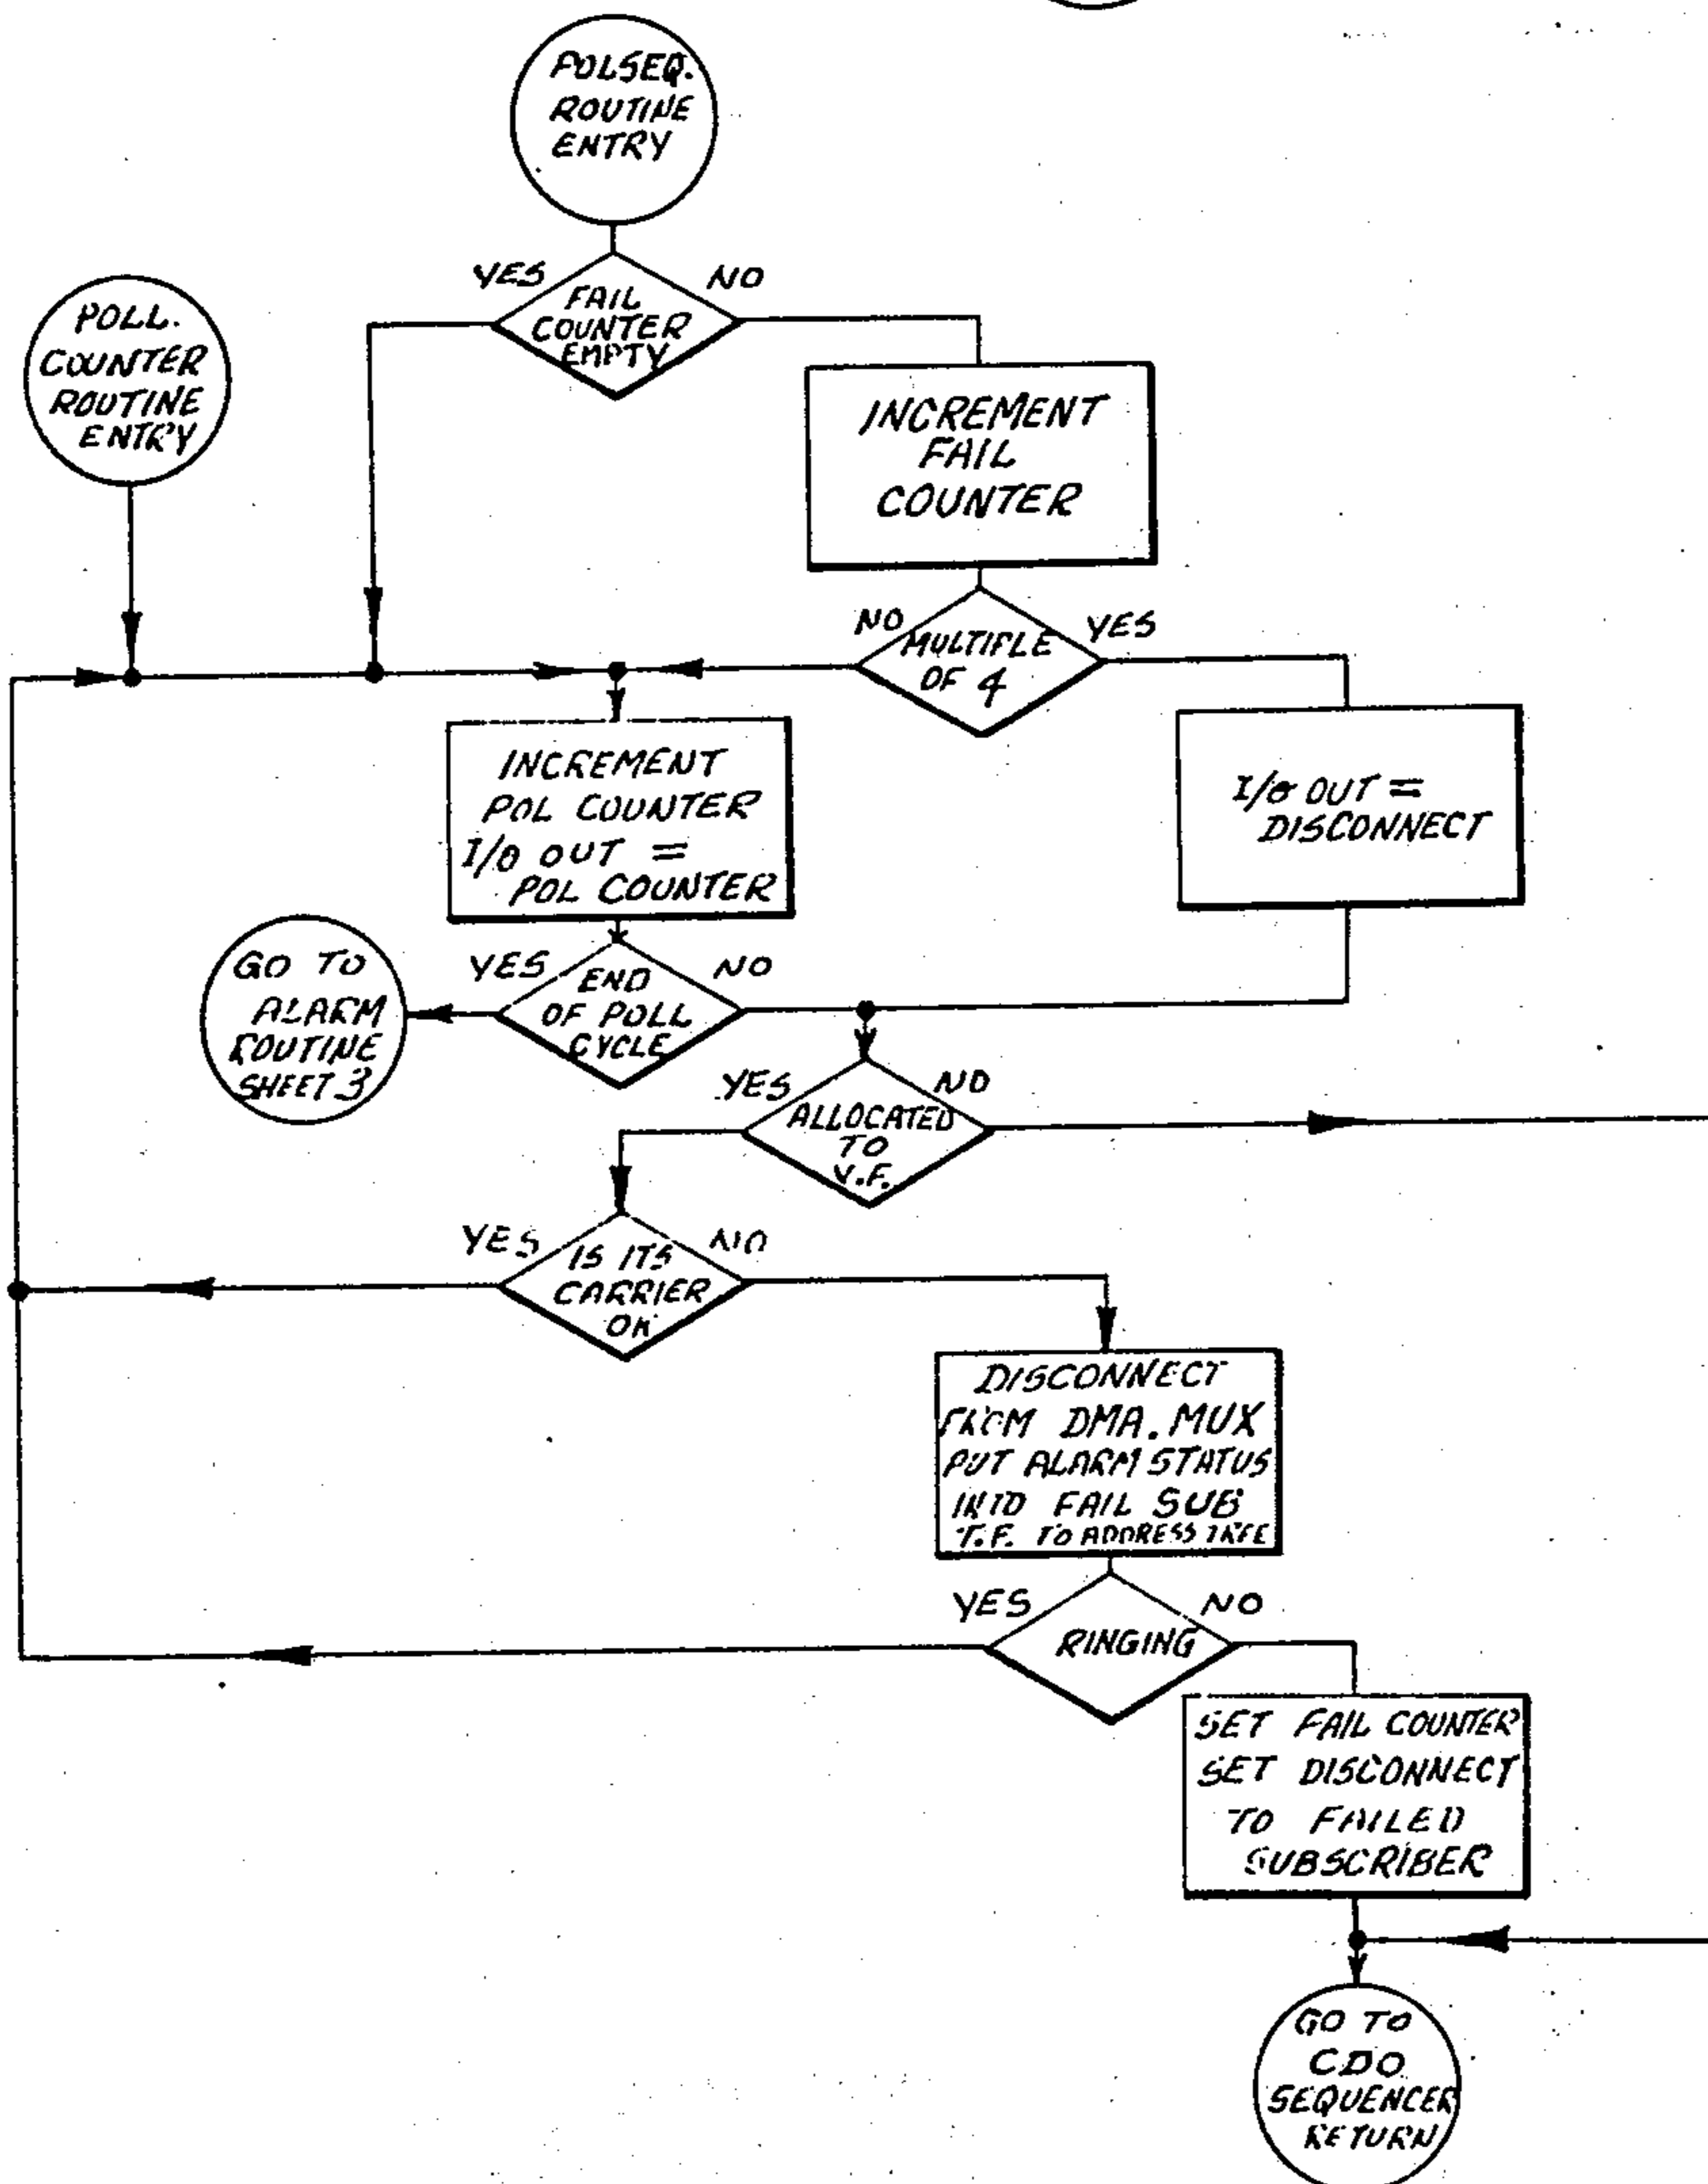 POLSEQ.
ROUTINE
ENTRY
YES
NO
FAIL
COUNTER
EMPTY
POLL.
COUNTER
ROUTINE
ENTRY
INCREMENT
FAIL
COUNTER
NO
YES
MULTIPLE
OF 4
INCREMENT
POL COUNTER
I/O OUT =
POL COUNTER
I/O OUT =
DISCONNECT
GO TO
ALARM
ROUTINE
SHEET 3
YES
NO
END
OF POLL
CYCLE
YES
NO
ALLOCATED
TO
V.F.
YES
NO
IS ITS
CARRIER
OK
DISCONNECT
FROM DMA. MUX
PUT ALARM STATUS
INTO FAIL SUB
T.F. TO ADDRESS TREE
YES
NO
RINGING
SET FAIL COUNTER
SET DISCONNECT
TO FAILED
SUBSCRIBER
GO TO
CDO
SEQUENCER
RETURN